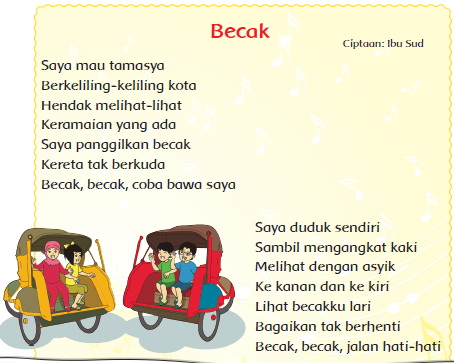 Becak
Ciptaan: Ibu Sud
Saya mau tamasya
Berkeliling-keliling kota
Hendak melihat-lihat
Keramaian yang ada
Saya panggilkan becak
Kereta tak berkuda
Becak, becak, coba bawa saya
Saya duduk sendiri
Sambil mengangkat kaki
Melihat dengan asyik
Ke kanan dan ke kiri
Lihat becakku lari
Bagaikan tak berhenti
Becak, becak, jalan hati-hati